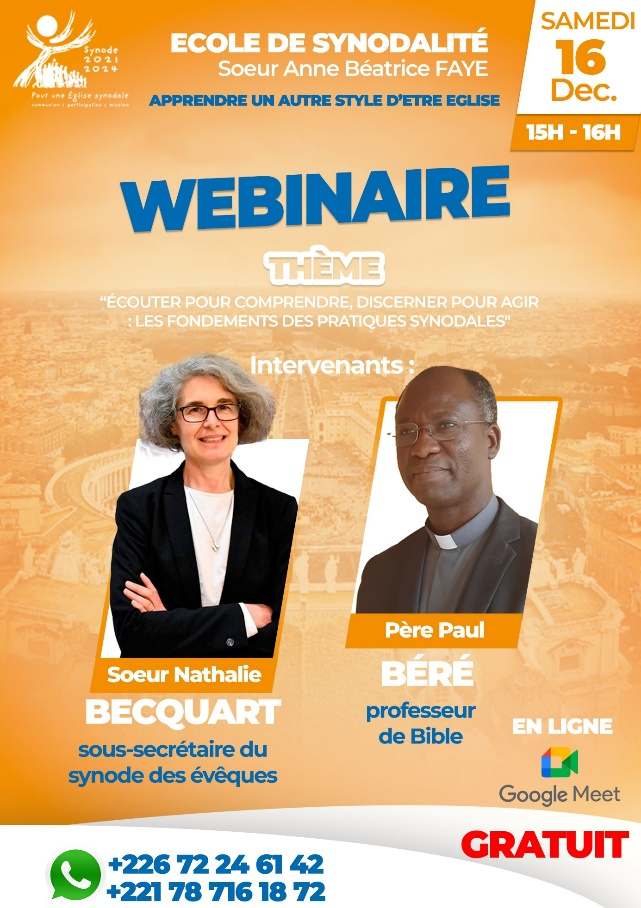 Synode
2021
2024
Pour une Église synodale
communion | participation | mission
ECOLE DE SYNODALITÉ
Soeur Anne Béatrice FAYE
APPRENDRE UN AUTRE STYLE D'ETRE EGLISE
SAMEDI
16
Dec.
15H - 16H
WEBINAIRE
THÈME
"ÉCOUTER POUR COMPRENDRE, DISCERNER POUR AGIR
: LES FONDEMENTS DES PRATIQUES SYNODALES"
Intervenants :
Soeur Nathalie
BECQUART
sous-secrétaire du
synode des évêques
Père Paul
BÉRÉ
professeur
de Bible
EN LIGNE
Google Meet
GRATUIT
+226 72 24 61 42
+221 78 716 18 72